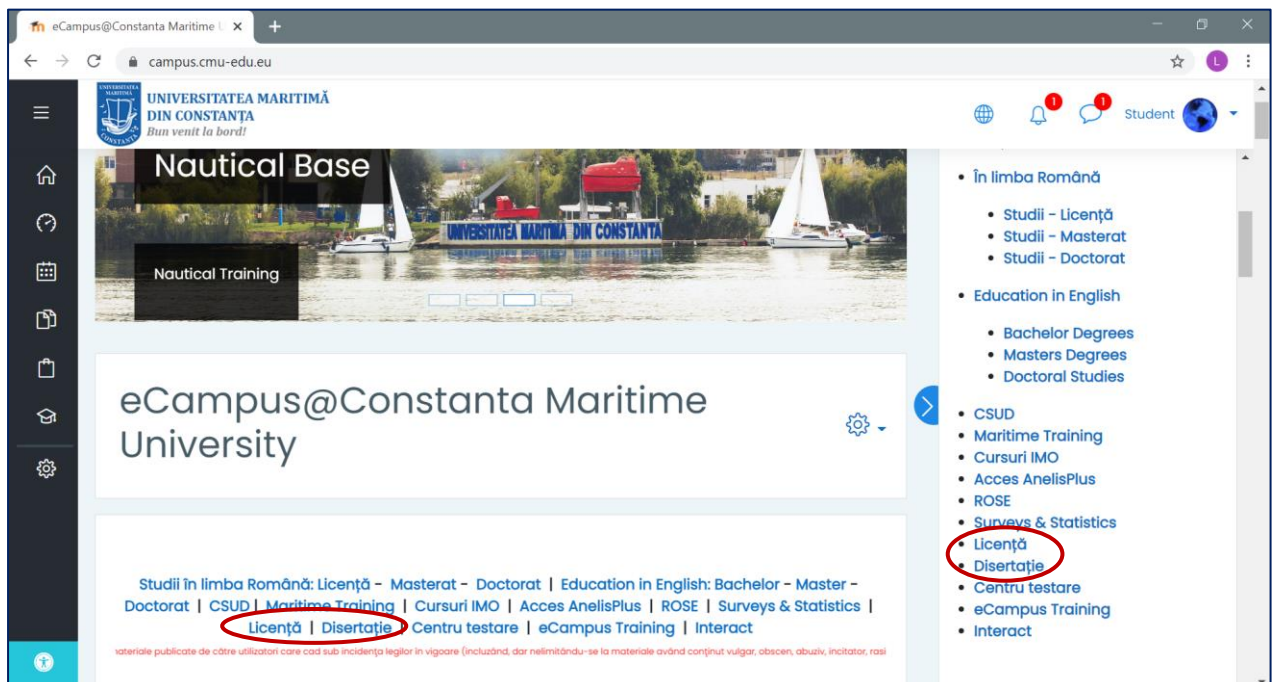 eCampus@Constanta Maritime
campus.cmu-edu.eu
L
UNIVERSITATEA MARITIMĂ
DIN CONSTANȚA
Bun venit la bord!
UNIVERSITATEA
MARITIMĂ
CONSTANTA
1
1
Student
Nautical Base
UNIVERSITATEA MARITIMA DIN CONSTANTA
Nautical Training
eCampus@Constanta Maritime
University
Studii în limba Română: Licență - Masterat - Doctorat | Education in English: Bachelor - Master -
Doctorat | CSUD | Maritime Training | Cursuri IMO | Acces AnelisPlus | ROSE | Surveys & Statistics |
Licență | Disertație | Centru testare | eCampus Training | Interact
materiale publicate de către utilizatori care cad sub incidența legilor în vigoare (incluzând, dar nelimitându-se la materiale având conținut vulgar, obscen, abuziv, incitator, rasi
În limba Română
Studii - Licență
Studii - Masterat
Studii - Doctorat
Education in English
Bachelor Degrees
Masters Degrees
Doctoral Studies
CSUD
Maritime Training
Cursuri IMO
Acces AnelisPlus
ROSE
Surveys & Statistics
Licență
Disertație
Centru testare
eCampus Training
Interact